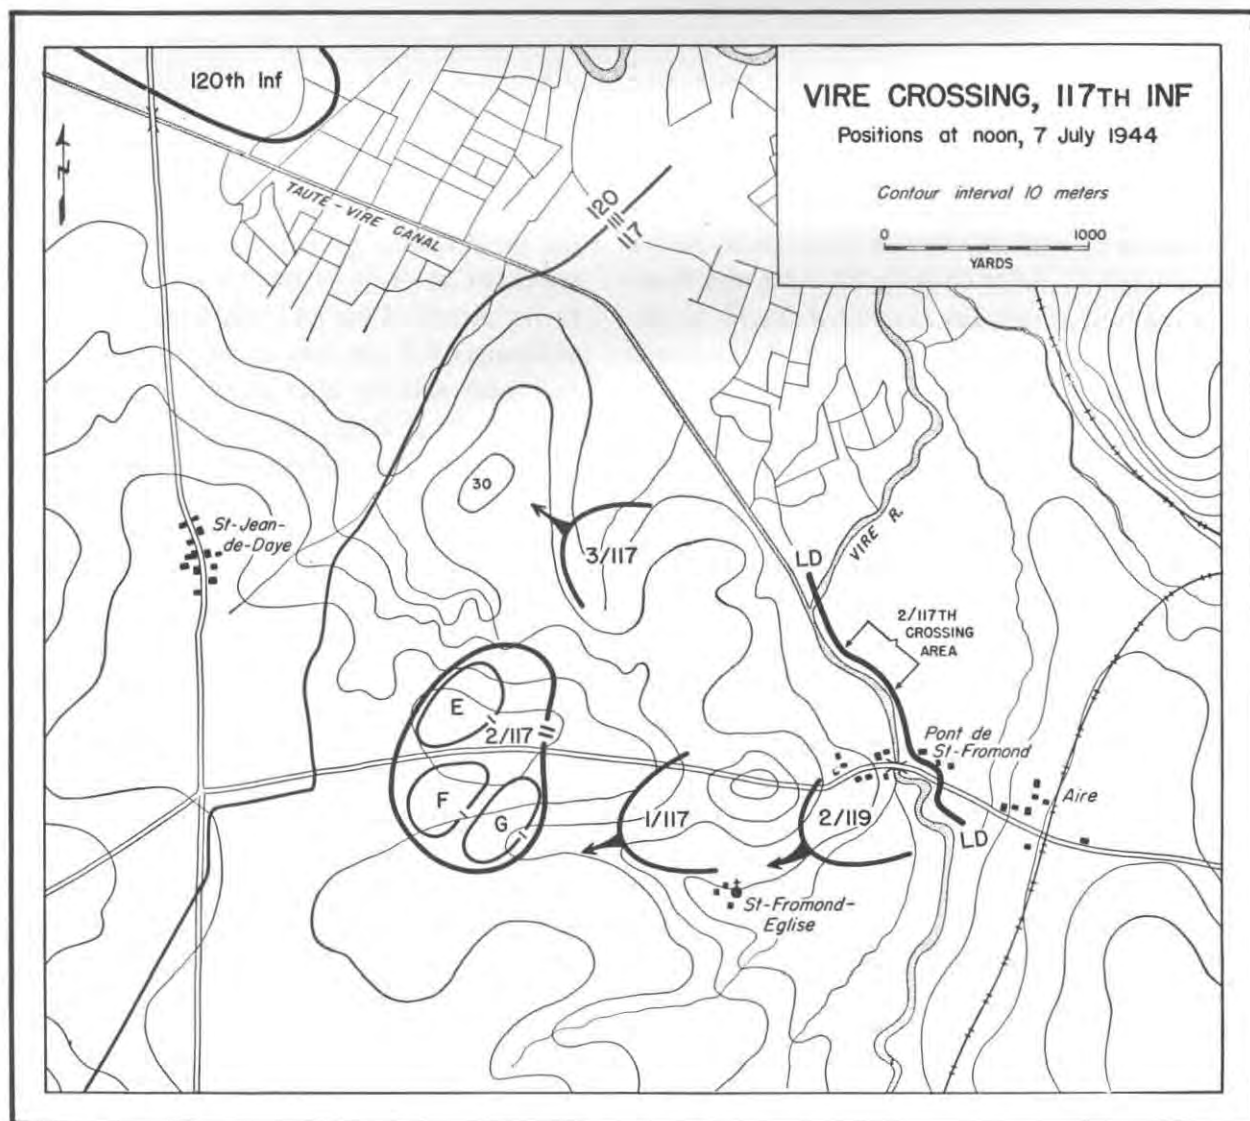 120th Inf
VIRE CROSSING, 117TH INF
Positions at noon, 7 July 1944
Contour interval 10 meters
0 1000
YARDS
N
TAUTE-VIRE CANAL
120
III
117
30
St-Jean-
de-Daye
3/117
LD
VIRE R.
2/117TH
CROSSING
AREA
E
2/117
Pont de
St-Fromond
F
G
1/117
2/119
Aire
LD
St-Fromond-
Eglise